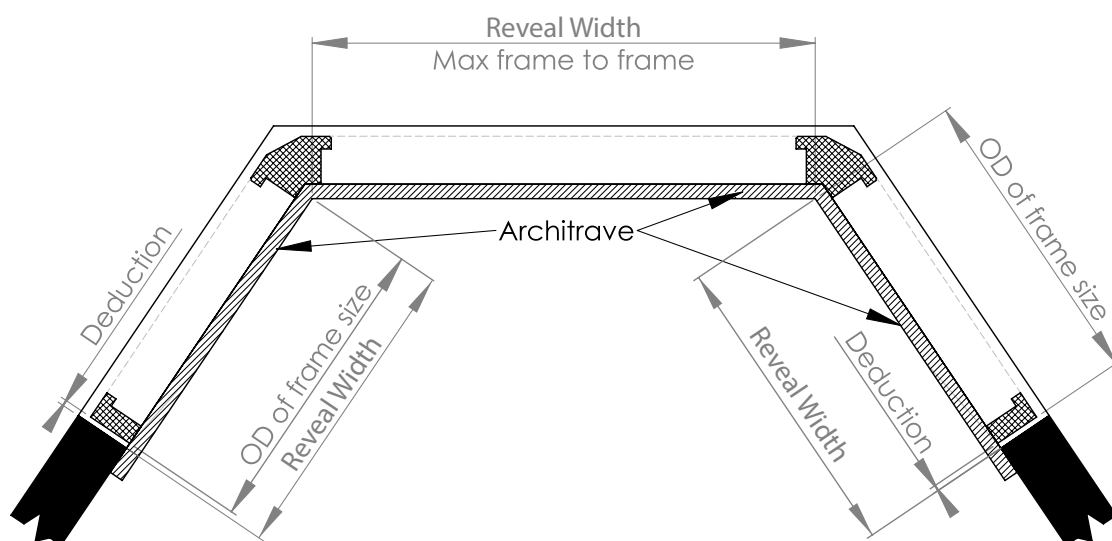 Reveal Width
Max frame to frame
OD of frame size
Architrave
Deduction
OD of frame size
Reveal Width
Reveal Width
Deduction